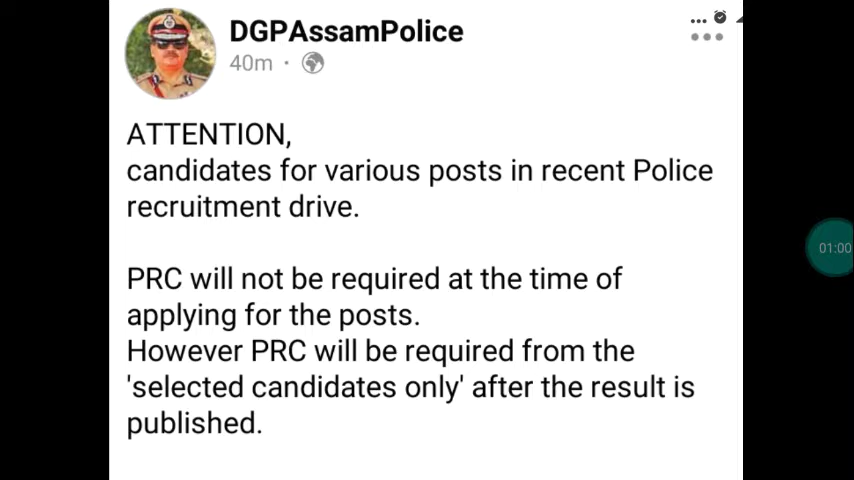 DGPAssamPolice
40m ·
ATTENTION,
candidates for various posts in recent Police
recruitment drive.
PRC will not be required at the time of
applying for the posts.
However PRC will be required from the
'selected candidates only' after the result is
published.
01:00